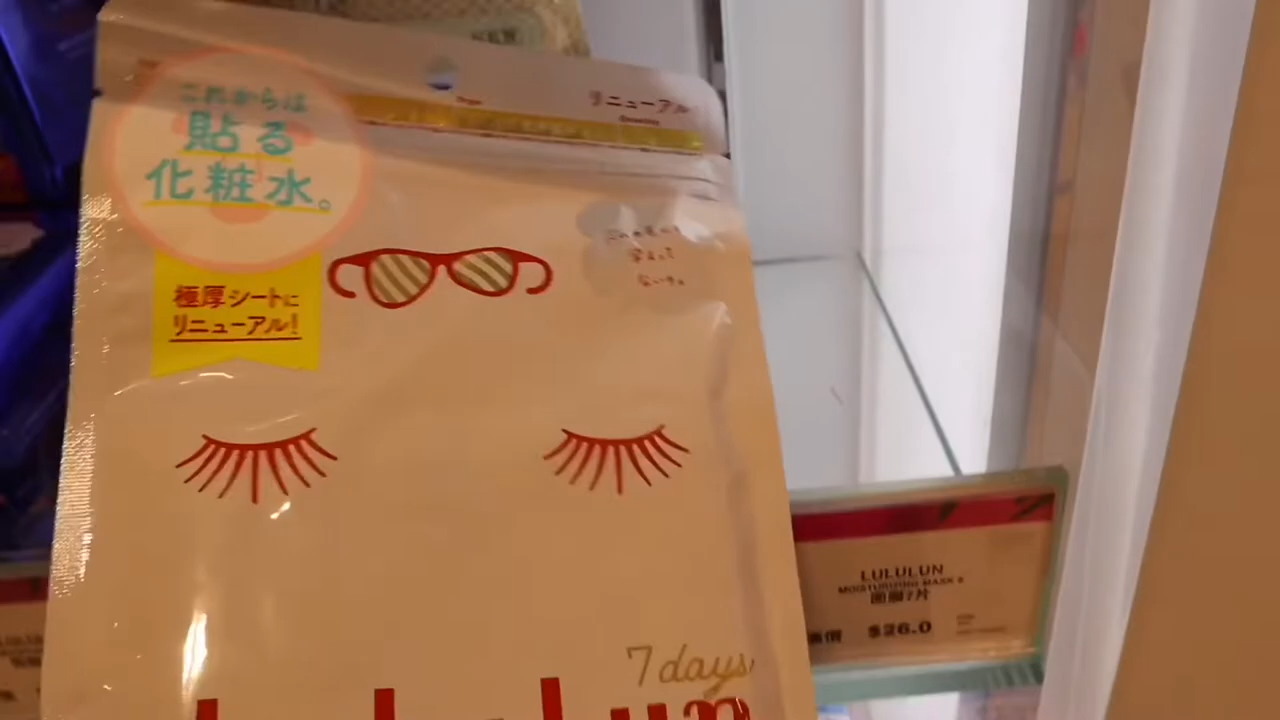 これからは
貼る
化粧水。
リニューアル
極厚シートに
リニューアル!
7days
lululun
LULULUN
MOISTURIZING MASK
面膜7片
$26.0